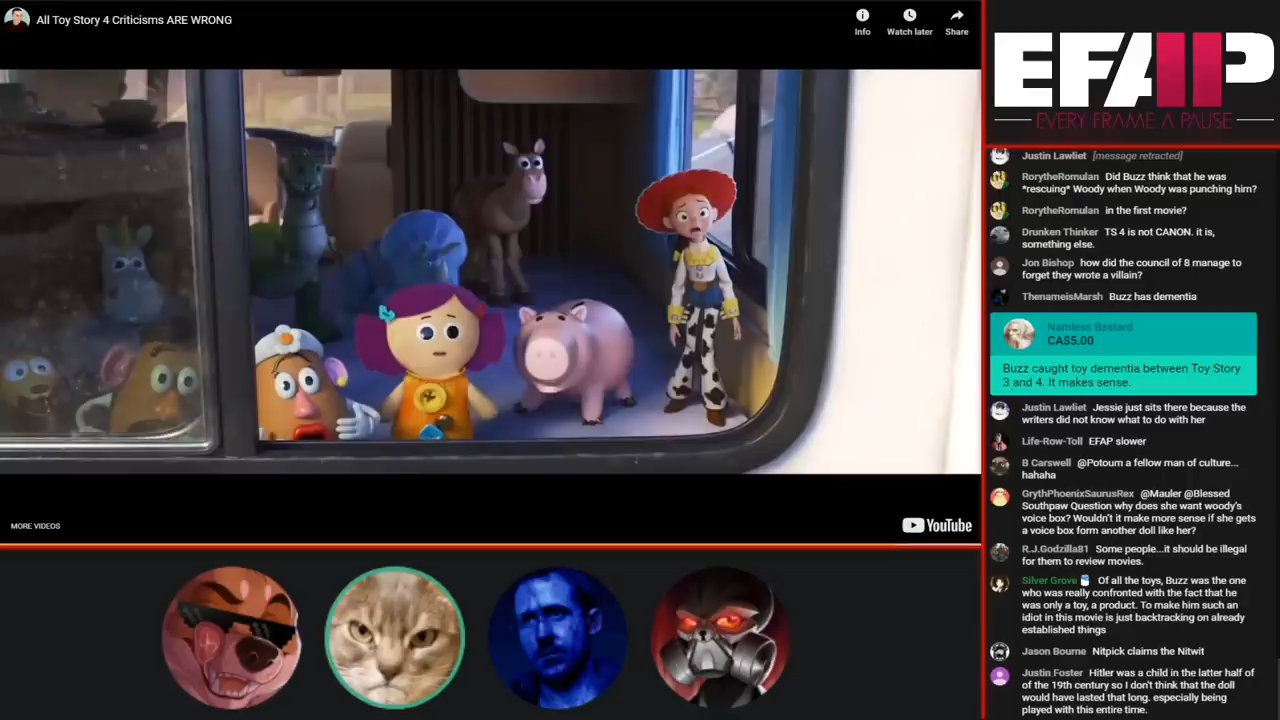 All Toy Story 4 Criticisms ARE WRONG
Info
Watch later
Share
MORE VIDEOS
YouTube
EFAP
EVERY FRAME A PAUSE
Justin Lawliet [message retracted]
RorytheRomulan Did Buzz think that he was
*rescuing* Woody when Woody was punching him?
RorytheRomulan in the first movie?
Drunken Thinker TS 4 is not CANON. it is,
something else.
Jon Bishop how did the council of 8 manage to
forget they wrote a villain?
ThenameisMarsh Buzz has dementia
Namless Bastard
CA$5.00
Buzz caught toy dementia between Toy Story
3 and 4. It makes sense.
Justin Lawliet Jessie just sits there because the
writers did not know what to do with her
Life-Row-Toll EFAP slower
B Carswell @Potoum a fellow man of culture...
hahaha
GrythPhoenixSaurusRex @Mauler @Blessed
Southpaw Question why does she want woody's
voice box? Wouldn't it make more sense if she gets
a voice box form another doll like her?
R.J.Godzilla81 Some people...it should be illegal
for them to review movies.
Silver Grove Of all the toys, Buzz was the one
who was really confronted with the fact that he
was only a toy, a product. To make him such an
idiot in this movie is just backtracking on already
established things
Jason Bourne Nitpick claims the Nitwit
Justin Foster Hitler was a child in the latter half of
of the 19th century so I don't think that the doll
would have lasted that long. especially being
played with this entire time.